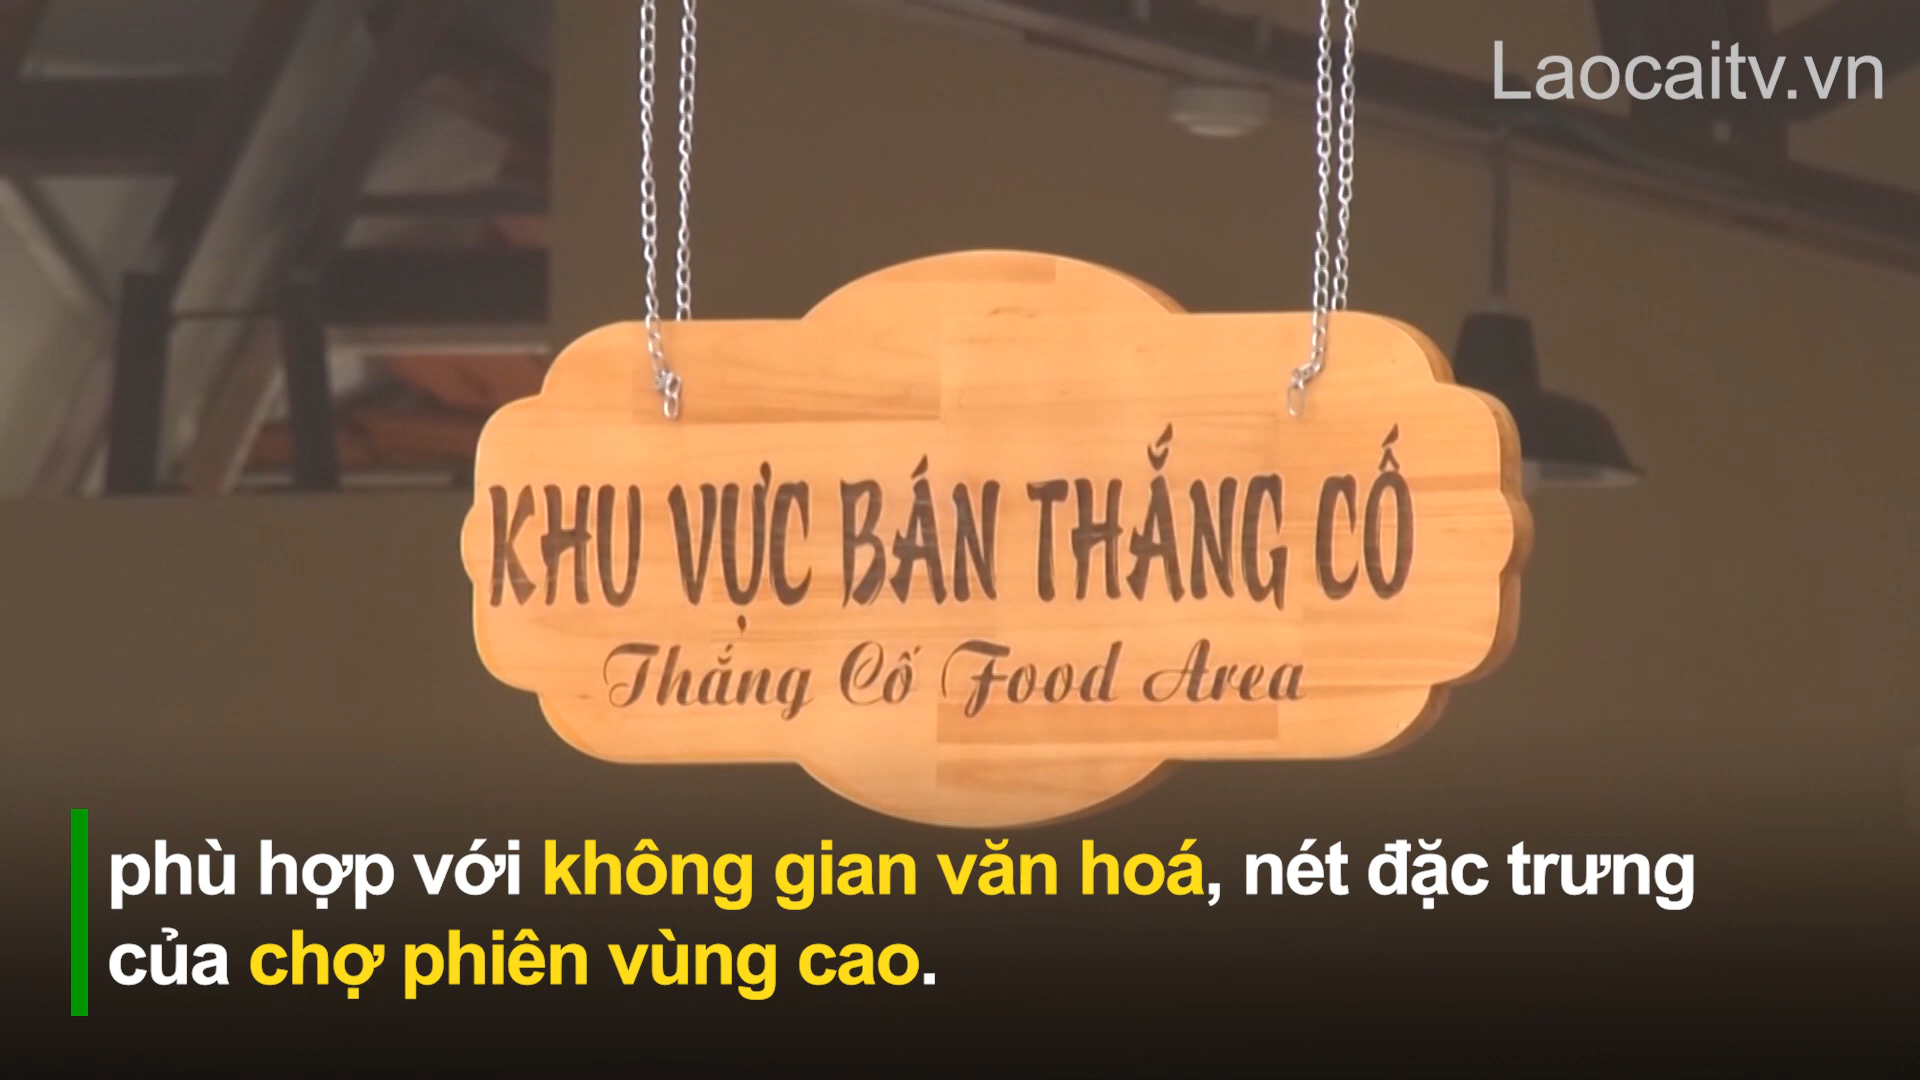 Laocaitv.vn
KHU VỰC BÁN THẮNG CỐ
Thắng Cố Food Area
phù hợp với không gian văn hoá, nét đặc trưng
của chợ phiên vùng cao.